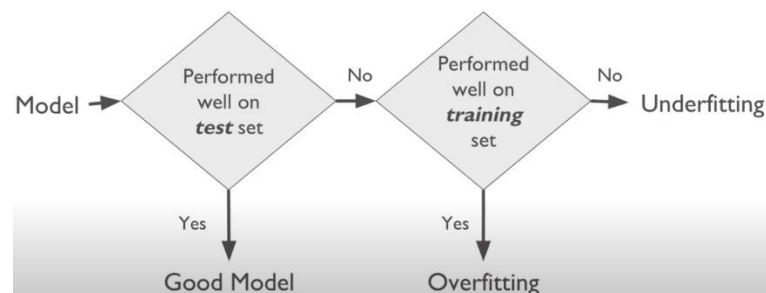 Model
Performed
well on
test set
No
Performed
well on
training
set
No
Underfitting
Yes
Yes
Good Model
Overfitting